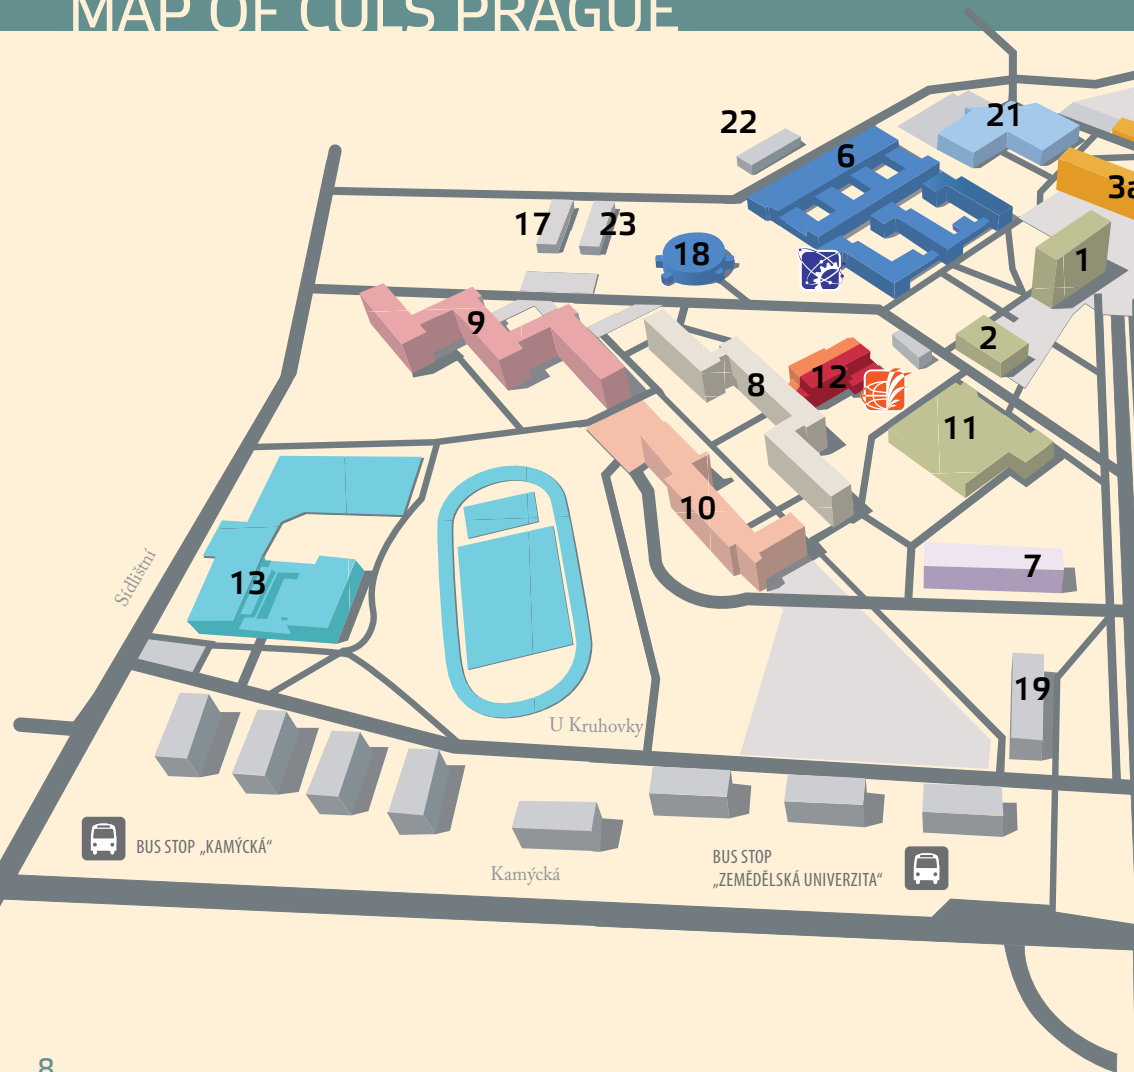 MAP OF CULS PRAGUE
21
22
6
3a
17
23
18
1
9
2
8
12
11
10
7
Sídlištní
13
19
U Kruhovky
BUS STOP „KAMÝCKÁ“
Kamýcká
BUS STOP
„ZEMĚDĚLSKÁ UNIVERZITA“
8